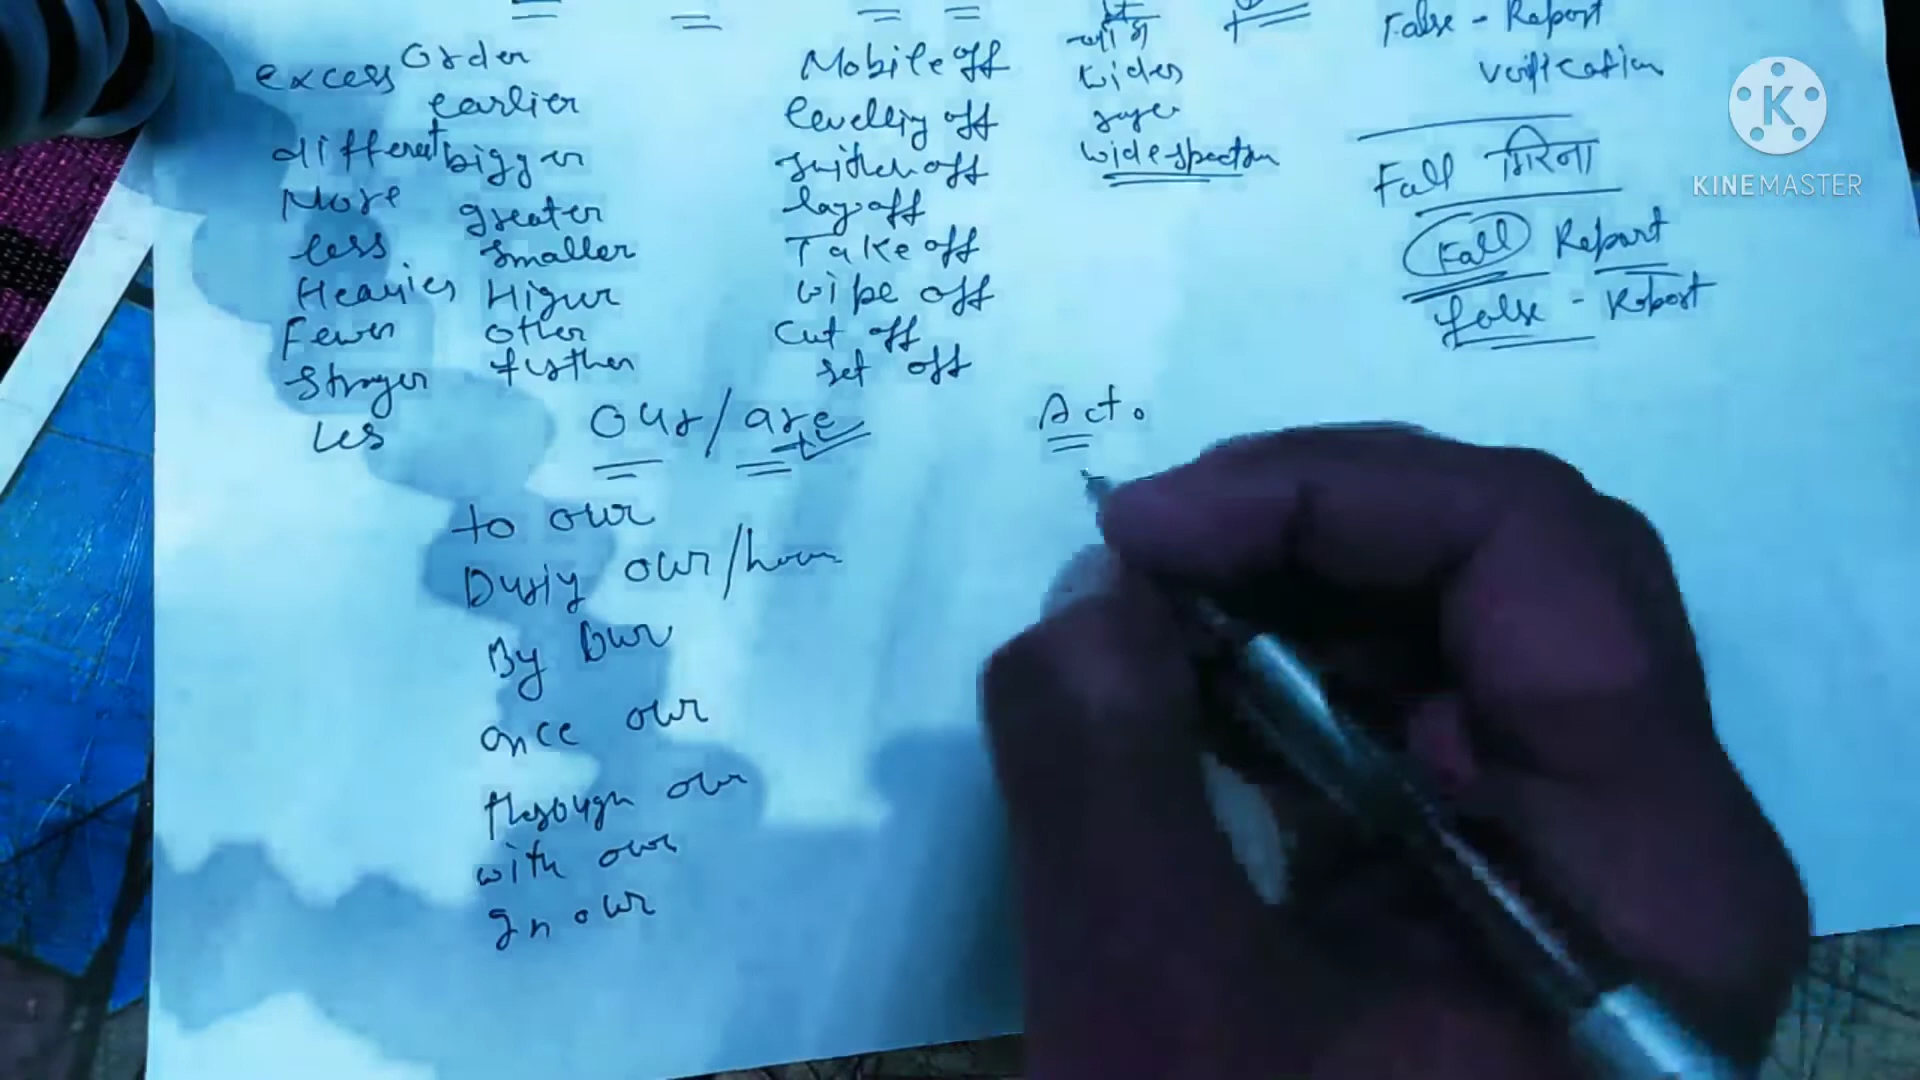 False - Report
Verification
excess Order
earlier
different bigger
More greater
less smaller
Heavier Higher
Fewer other
Stronger further
Les
Mobile off
levelling off
switch off
lay off
Take off
wipe off
cut off
set off
wider
wide spectrum
Fall गिरना
Fall Report
false - Report
Our/are
Act.
to our
During our/hour
By Our
once our
through our
with our
In our
K
KINEMASTER